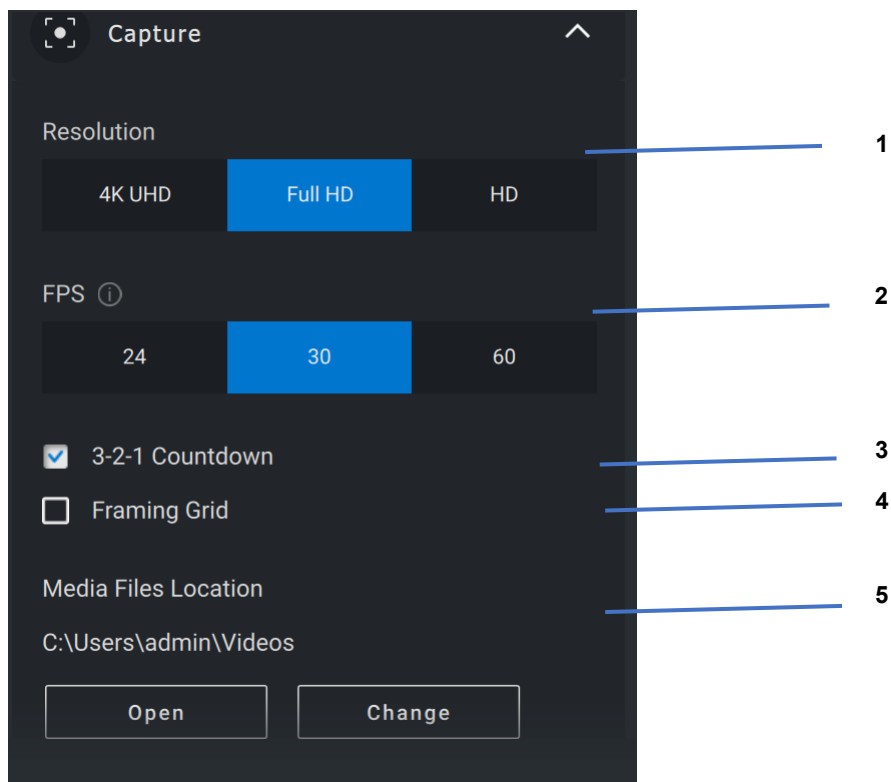 Capture
Resolution
1
4K UHD Full HD HD
FPS
2
24 30 60
3-2-1 Countdown
3
Framing Grid
4
Media Files Location
5
C:\Users\admin\Videos
Open Change